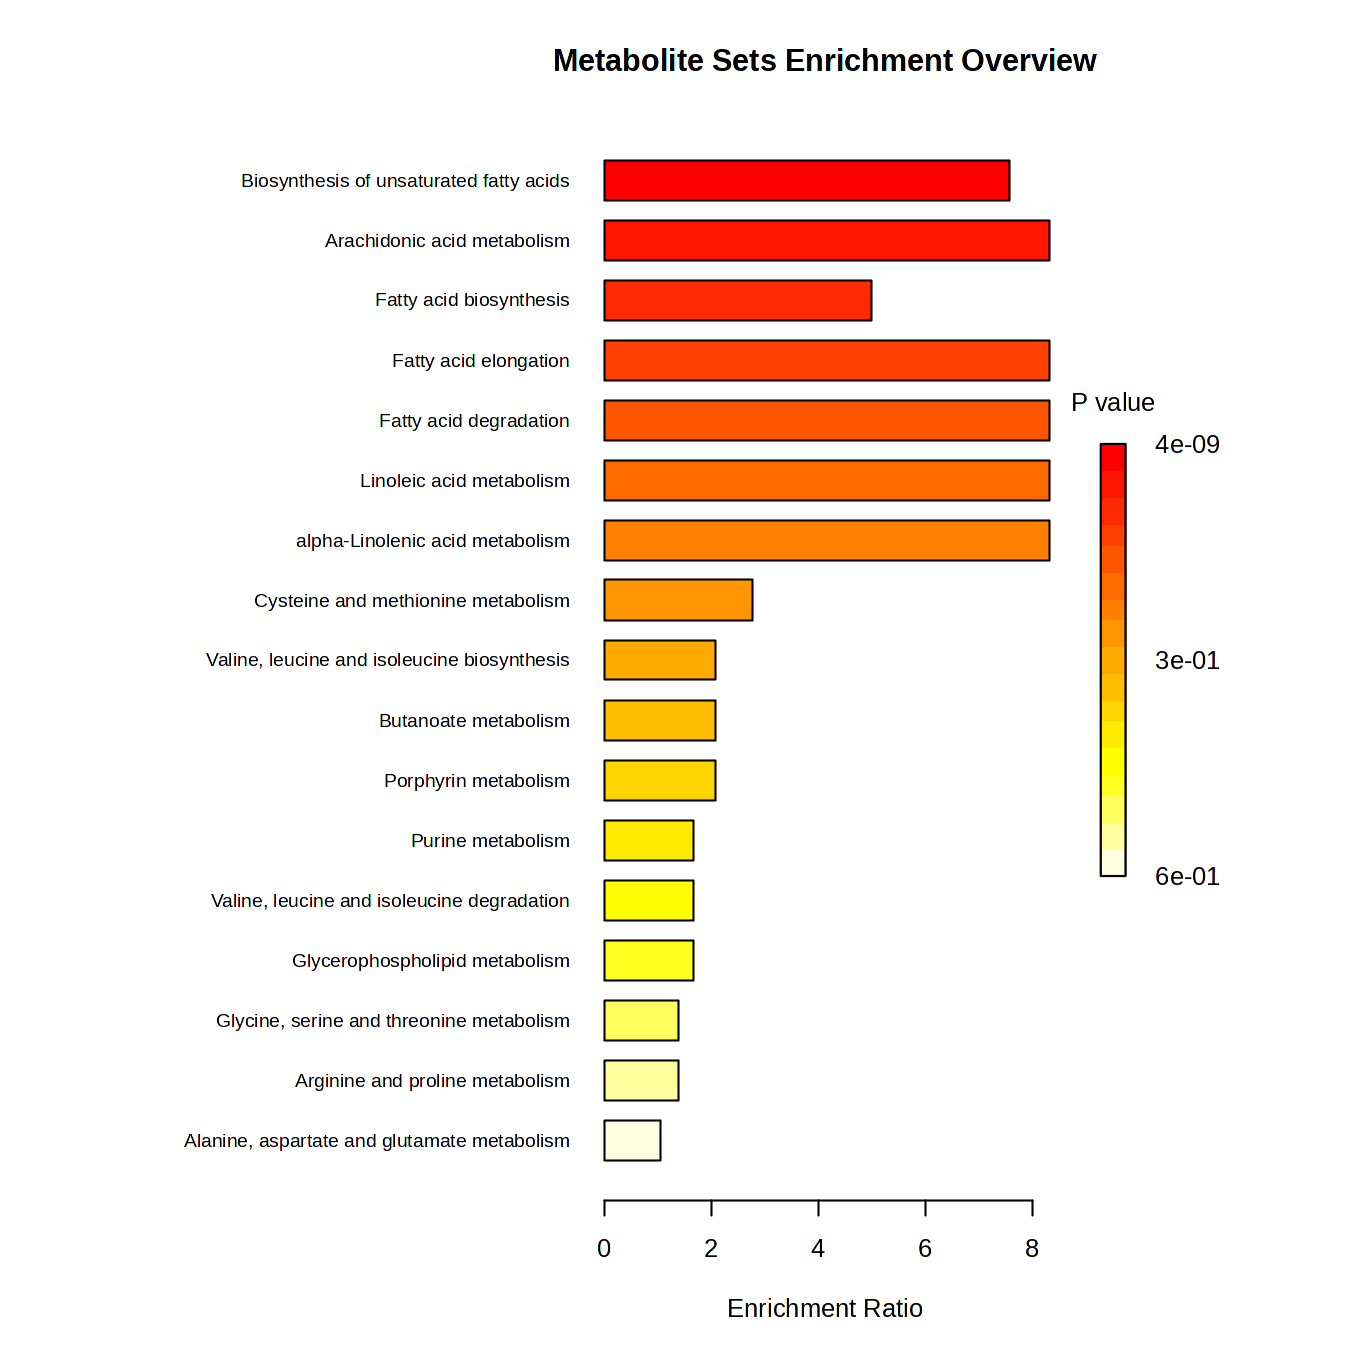 Metabolite Sets Enrichment Overview
Biosynthesis of unsaturated fatty acids
Arachidonic acid metabolism
Fatty acid biosynthesis
Fatty acid elongation
Fatty acid degradation
Linoleic acid metabolism
alpha-Linolenic acid metabolism
Cysteine and methionine metabolism
Valine, leucine and isoleucine biosynthesis
Butanoate metabolism
Porphyrin metabolism
Purine metabolism
Valine, leucine and isoleucine degradation
Glycerophospholipid metabolism
Glycine, serine and threonine metabolism
Arginine and proline metabolism
Alanine, aspartate and glutamate metabolism
P value
4e-09
3e-01
6e-01
0 2 4 6 8
Enrichment Ratio